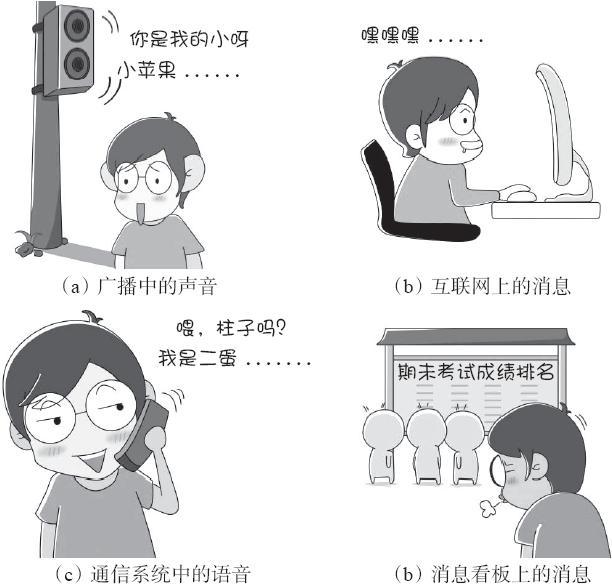 你是我的小呀
小苹果 ......
嘿嘿嘿 ......
(a) 广播中的声音
(b) 互联网上的消息
喂，柱子吗?
我是二蛋 .......
期末考试成绩排名
(c) 通信系统中的语音
(b) 消息看板上的消息